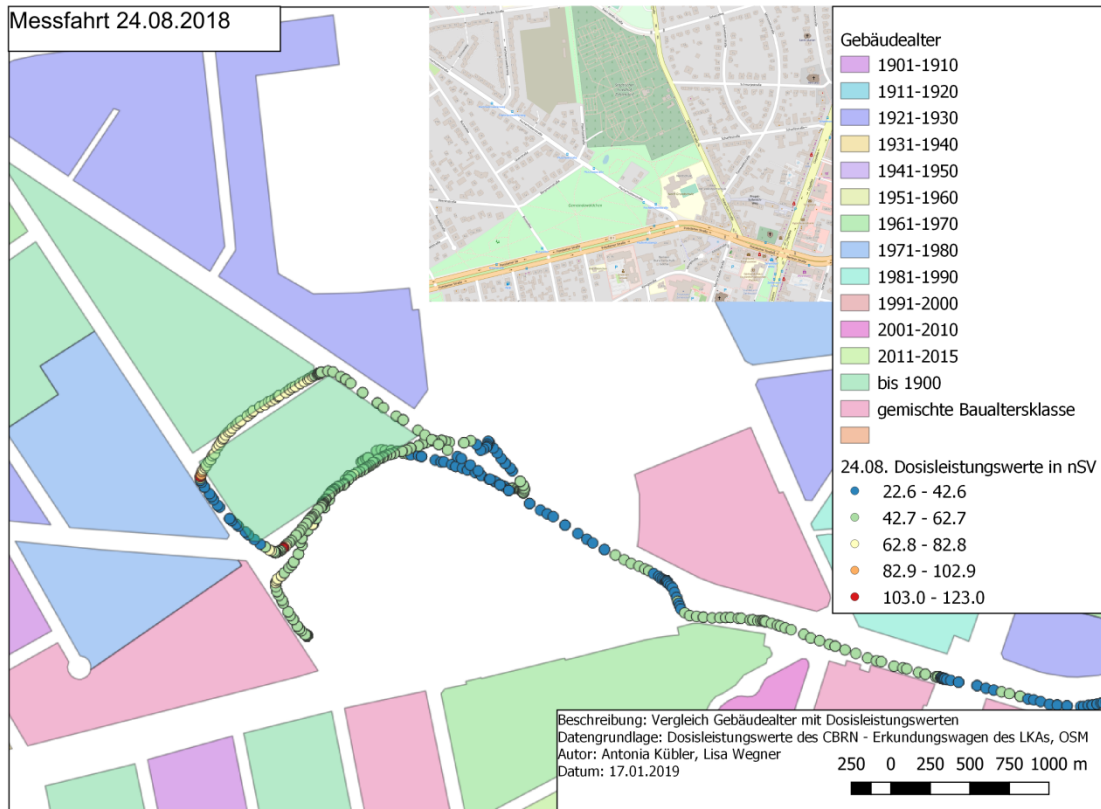 Messfahrt 24.08.2018
Gebäudealter
1901-1910
1911-1920
1921-1930
1931-1940
1941-1950
1951-1960
1961-1970
1971-1980
1981-1990
1991-2000
2001-2010
2011-2015
bis 1900
gemischte Baualtersklasse
24.08. Dosisleistungswerte in nSV
22.6 - 42.6
42.7 - 62.7
62.8 - 82.8
82.9 - 102.9
103.0 - 123.0
Beschreibung: Vergleich Gebäudealter mit Dosisleistungswerten
Datengrundlage: Dosisleistungswerte des CBRN - Erkundungswagen des LKAs, OSM
Autor: Antonia Kübler, Lisa Wegner
Datum: 17.01.2019
250 0 250 500 750 1000 m